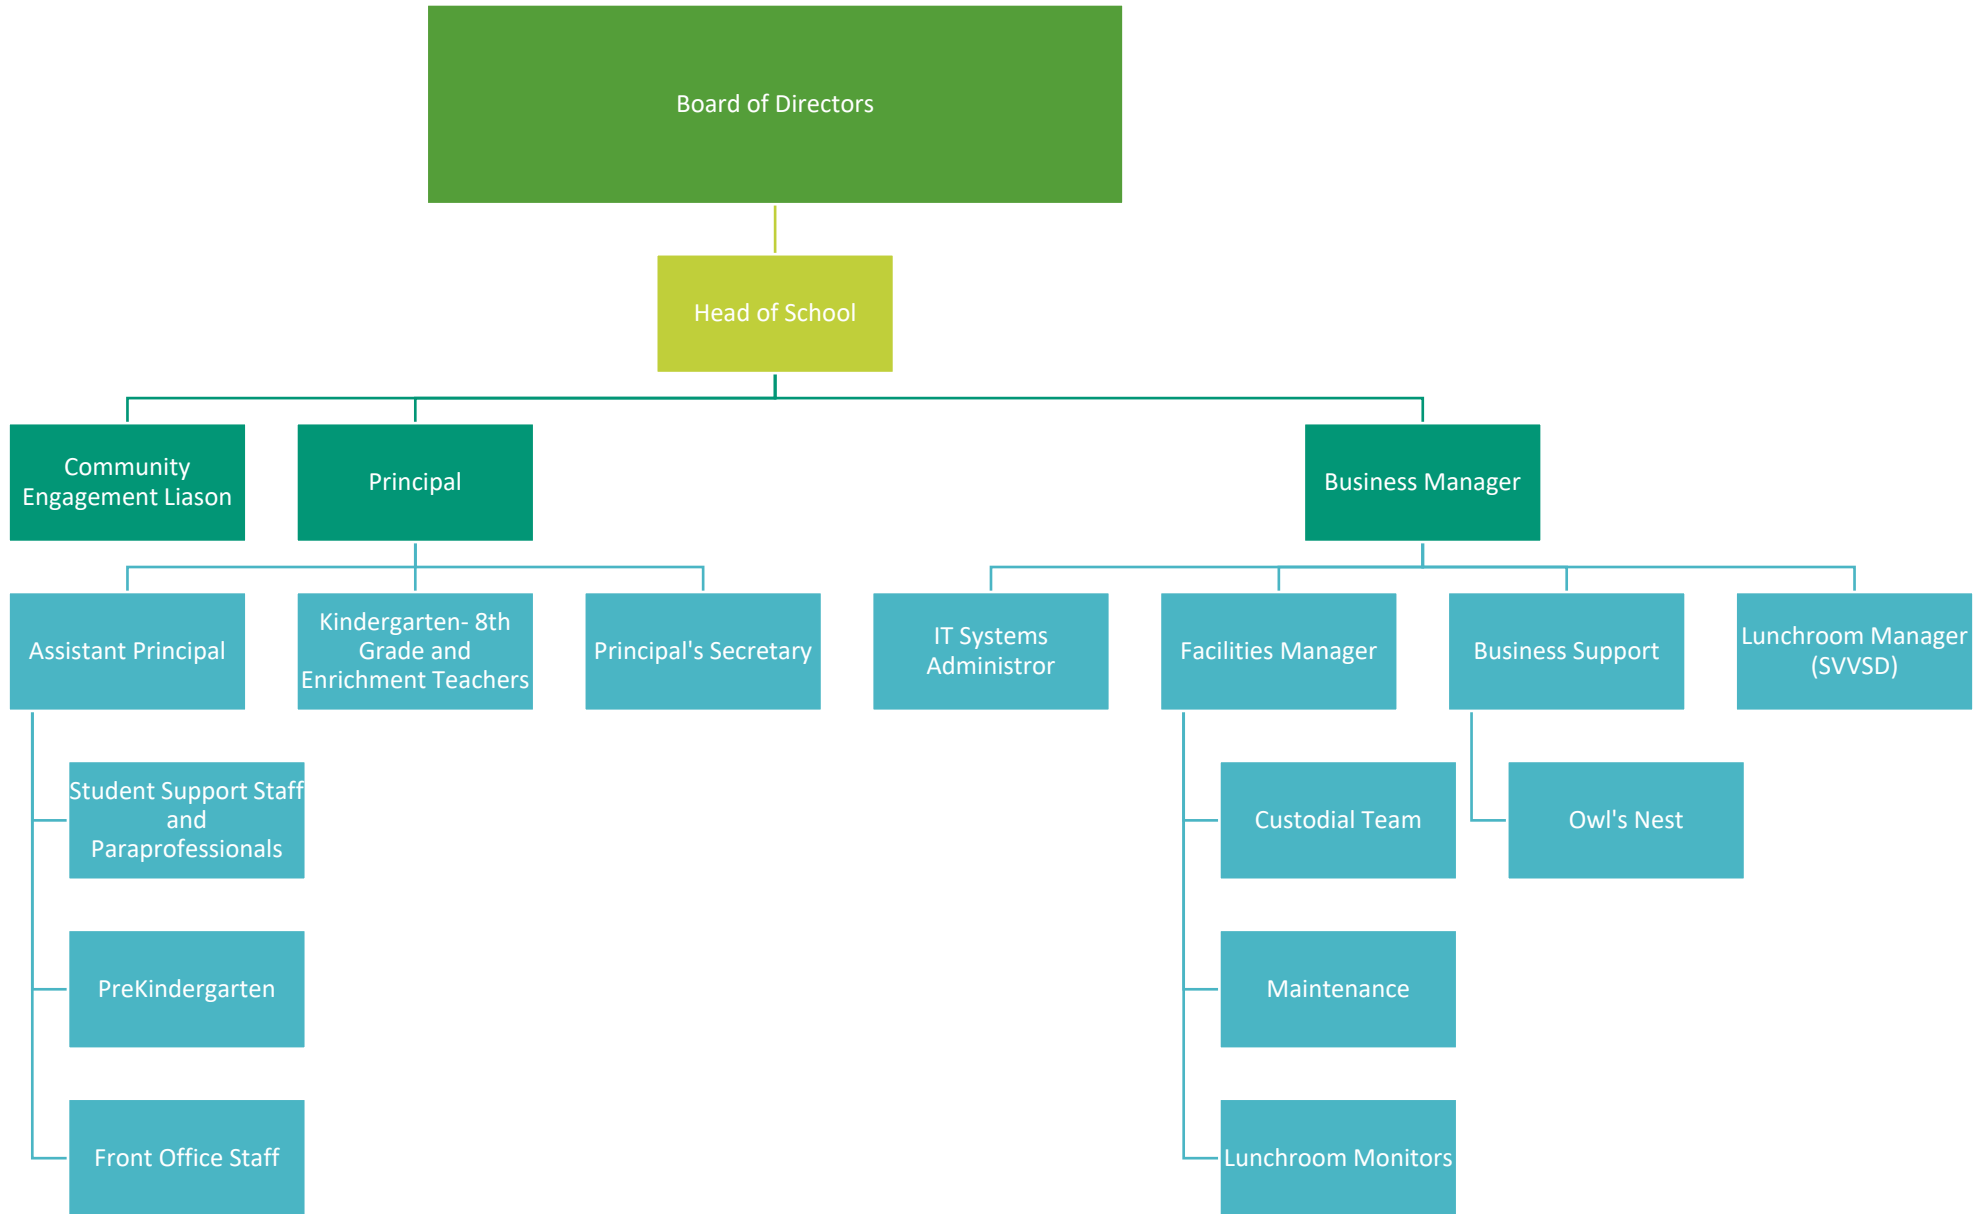 Board of Directors
Head of School
Community
Engagement Liason
Principal
Business Manager
Assistant Principal
Kindergarten- 8th
Grade and
Enrichment Teachers
Principal's Secretary
IT Systems
Administror
Facilities Manager
Business Support
Lunchroom Manager
(SVVSD)
Student Support Staff
and
Paraprofessionals
Custodial Team
Owl's Nest
PreKindergarten
Maintenance
Front Office Staff
Lunchroom Monitors